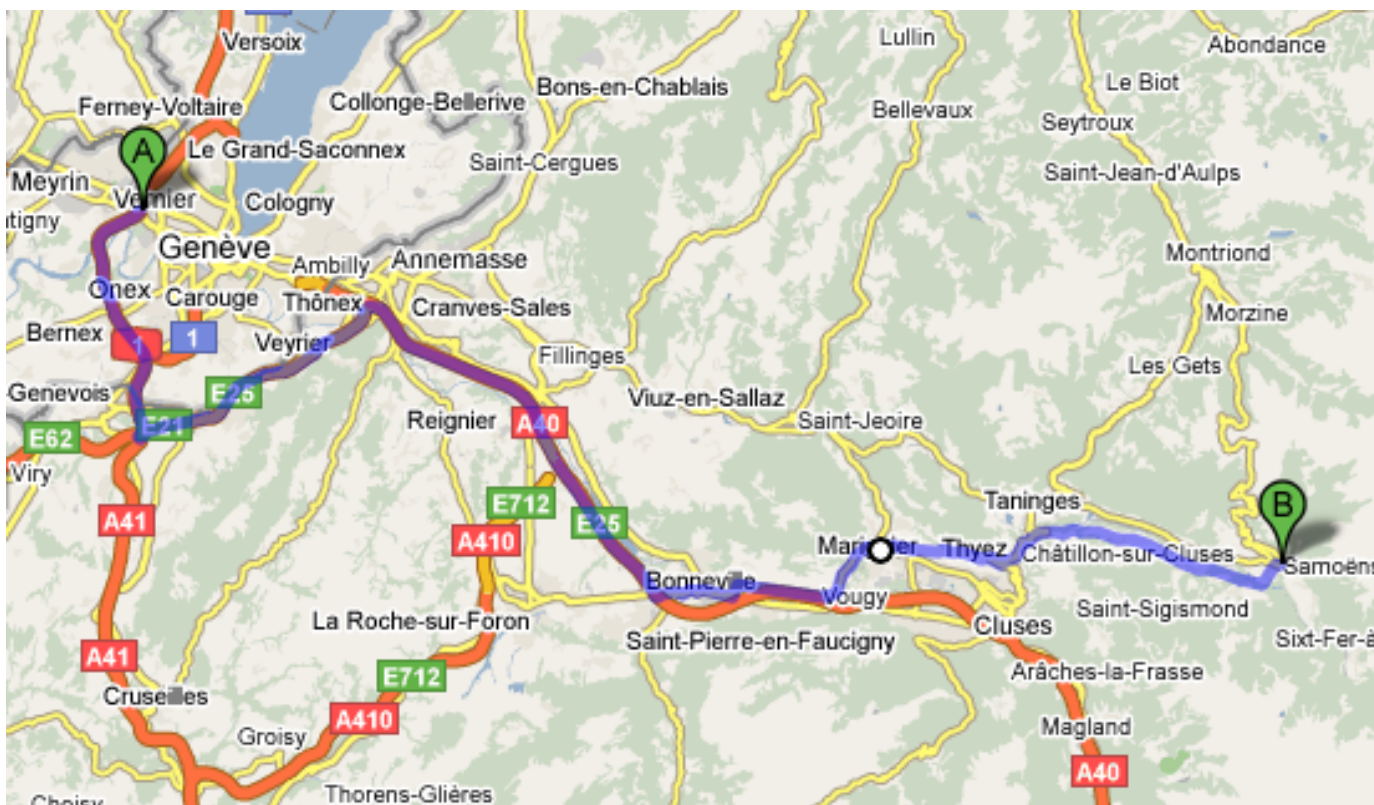 Versoix
Lullin
Abondance
Le Biot
Ferney-Voltaire
Collonge-Bellerive
Bons-en-Chablais
Bellevaux
Seytroux
A
Le Grand-Saconnex
Saint-Cergues
Saint-Jean-d'Aulps
Meyrin
Vernier
Cologny
tigny
Genève
Ambilly
Annemasse
Montriond
Onex
Carouge
Thônex
Cranves-Sales
Morzine
Bernex
1
1
Veyrier
Fillinges
Les Gets
Genevois
E25
Viuz-en-Sallaz
E21
Reignier
A40
Saint-Jeoire
E62
Viry
E712
Taninges
B
A41
E25
A410
Marignier
Thyez
Châtillon-sur-Cluses
Samoëns
Bonneville
Vougy
Saint-Sigismond
La Roche-sur-Foron
Cluses
Saint-Pierre-en-Faucigny
Sixt-Fer-à
A41
E712
Arâches-la-Frasse
Cruseilles
A410
Groisy
Magland
A40
Thorens-Glières
Choisy